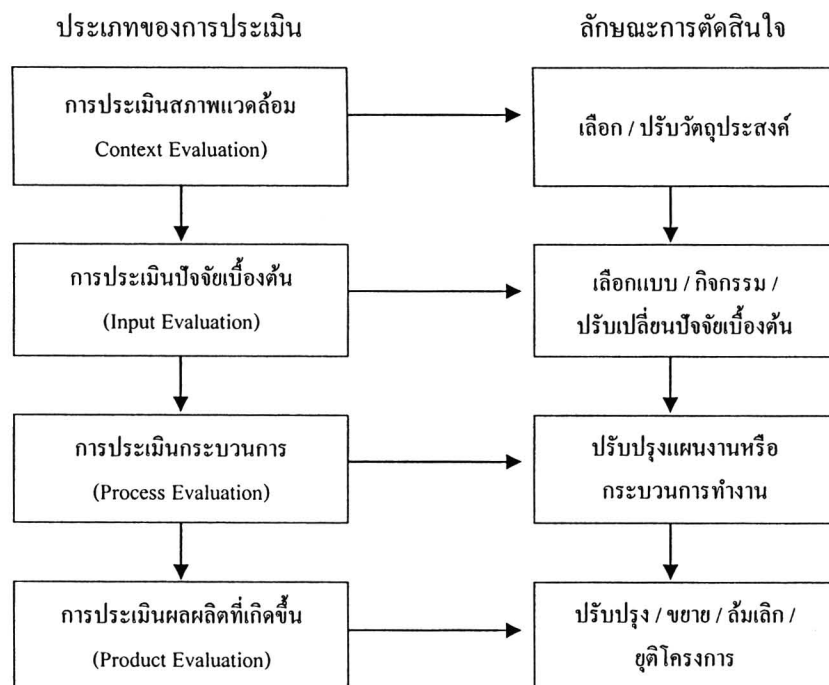 ประเภทของการประเมิน
ลักษณะการตัดสินใจ
การประเมินสภาพแวดล้อม
Context Evaluation)
เลือก / ปรับวัตถุประสงค์
การประเมินปัจจัยเบื้องต้น
(Input Evaluation)
เลือกแบบ / กิจกรรม /
ปรับเปลี่ยนปัจจัยเบื้องต้น
การประเมินกระบวนการ
(Process Evaluation)
ปรับปรุงแผนงานหรือ
กระบวนการทำงาน
การประเมินผลผลิตที่เกิดขึ้น
(Product Evaluation)
ปรับปรุง / ขยาย / ล้มเลิก /
ยุติโครงการ